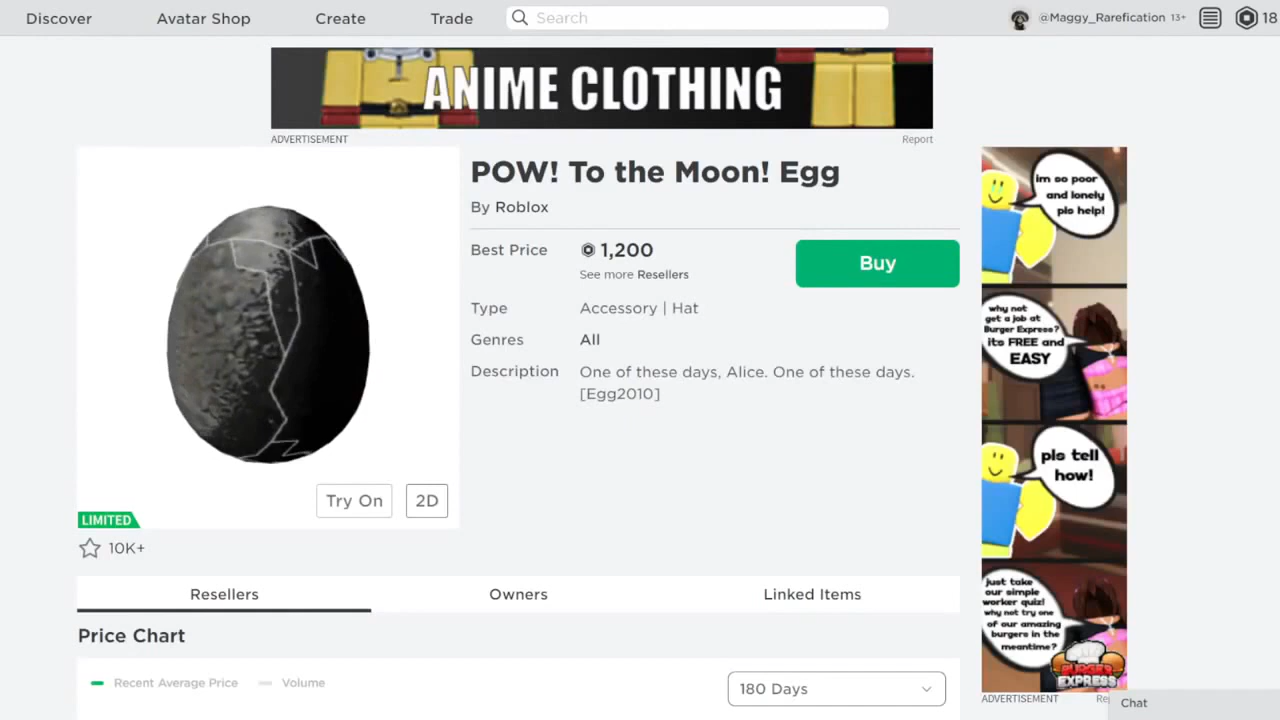 Discover
Avatar Shop
Create
Trade
Search
@Maggy_Rarefication 13+
18
ANIME CLOTHING
ADVERTISEMENT
Report
POW! To the Moon! Egg
By Roblox
Best Price
1,200
Buy
See more Resellers
Type
Accessory | Hat
Genres
All
Description
One of these days, Alice. One of these days.
[Egg2010]
Try On
2D
LIMITED
10K+
Resellers
Owners
Linked Items
Price Chart
Recent Average Price
Volume
180 Days
im so poor
and lonely
pls help!
why not
get a job at
Burger Express?
its FREE and
EASY
pls tell
how!
just take
our simple
worker quiz!
why not try one
of our amazing
burgers in the
meantime?
BURGER
EXPRESS
ADVERTISEMENT
Re
Chat